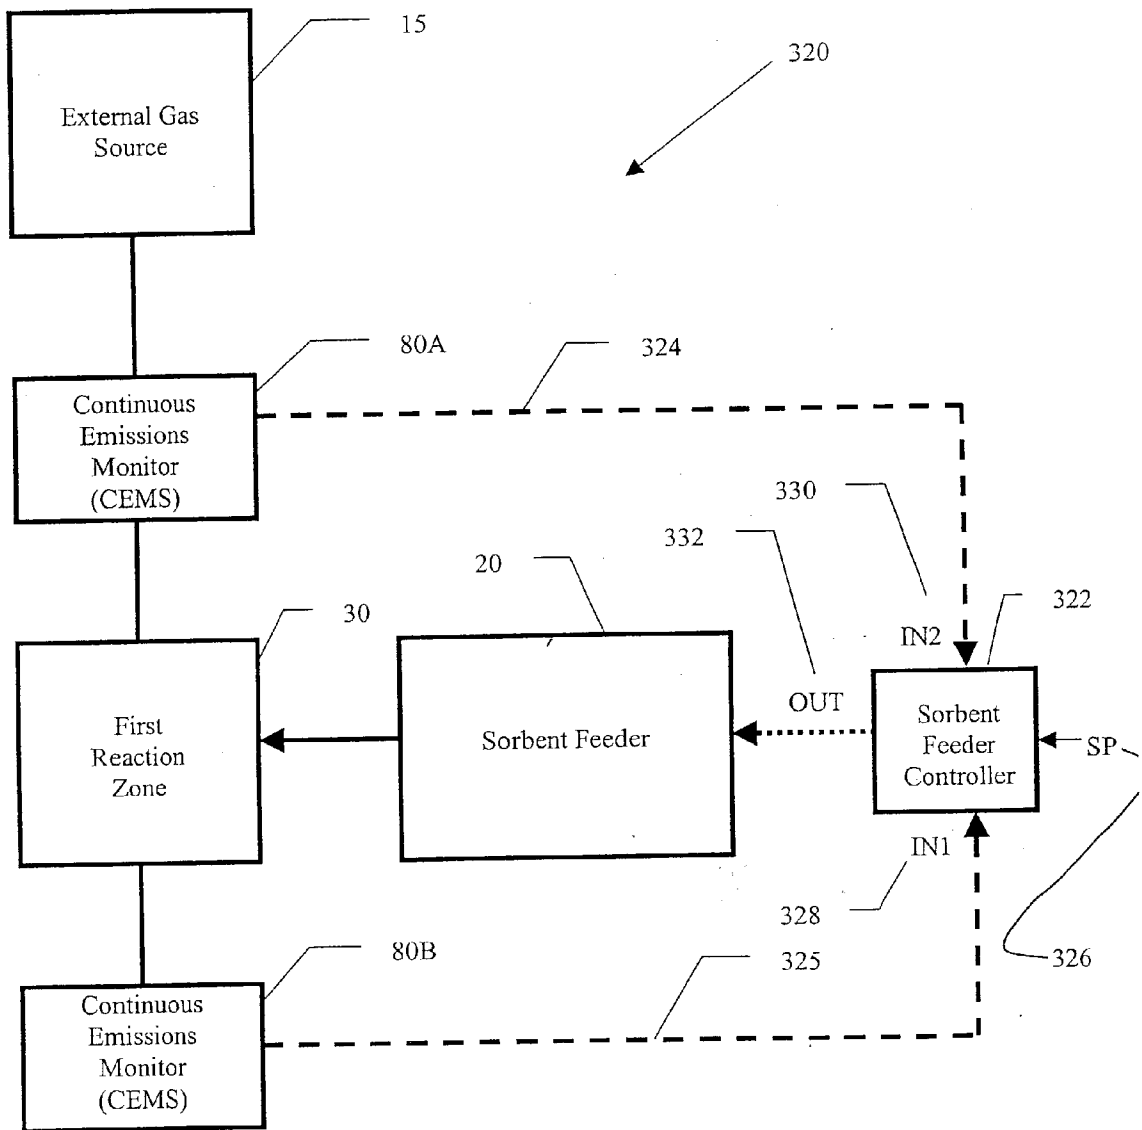 15
320
External Gas
Source
80A
324
Continuous
Emissions
Monitor
(CEMS)
330
332
20
30
322
IN2
OUT
First
Reaction
Zone
Sorbent Feeder
Sorbent
Feeder
Controller
SP
IN1
328
80B
325
326
Continuous
Emissions
Monitor
(CEMS)